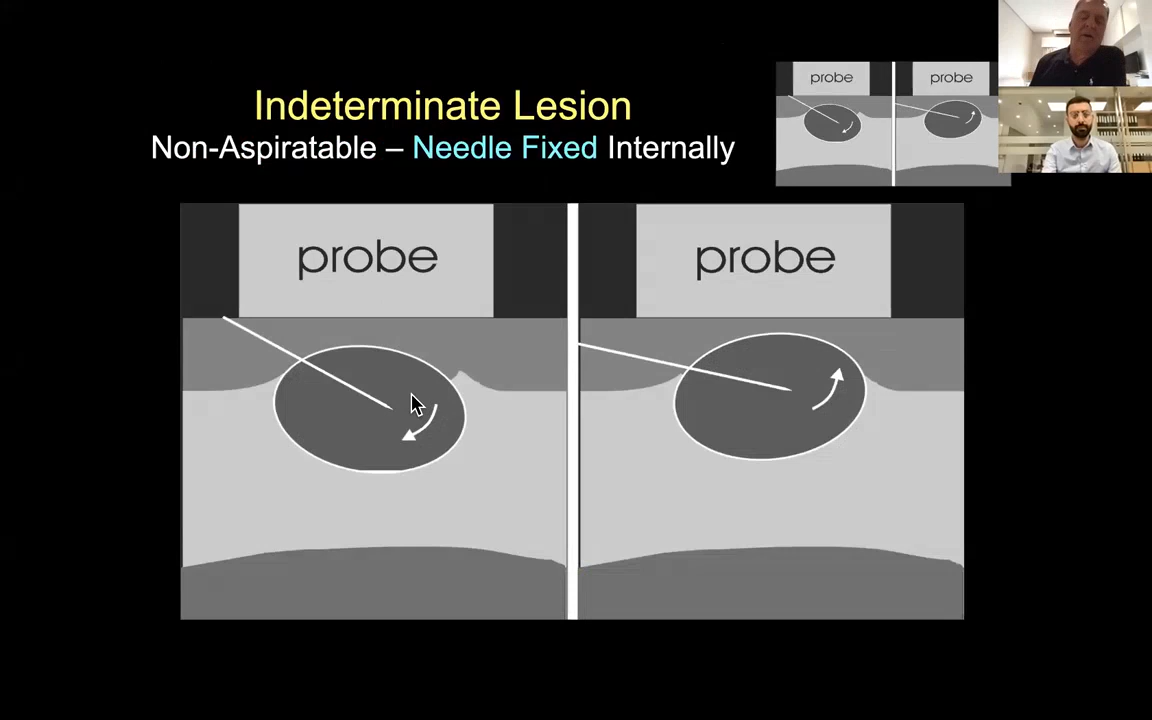 Indeterminate Lesion
Non-Aspiratable – Needle Fixed Internally
probe
probe
probe
probe